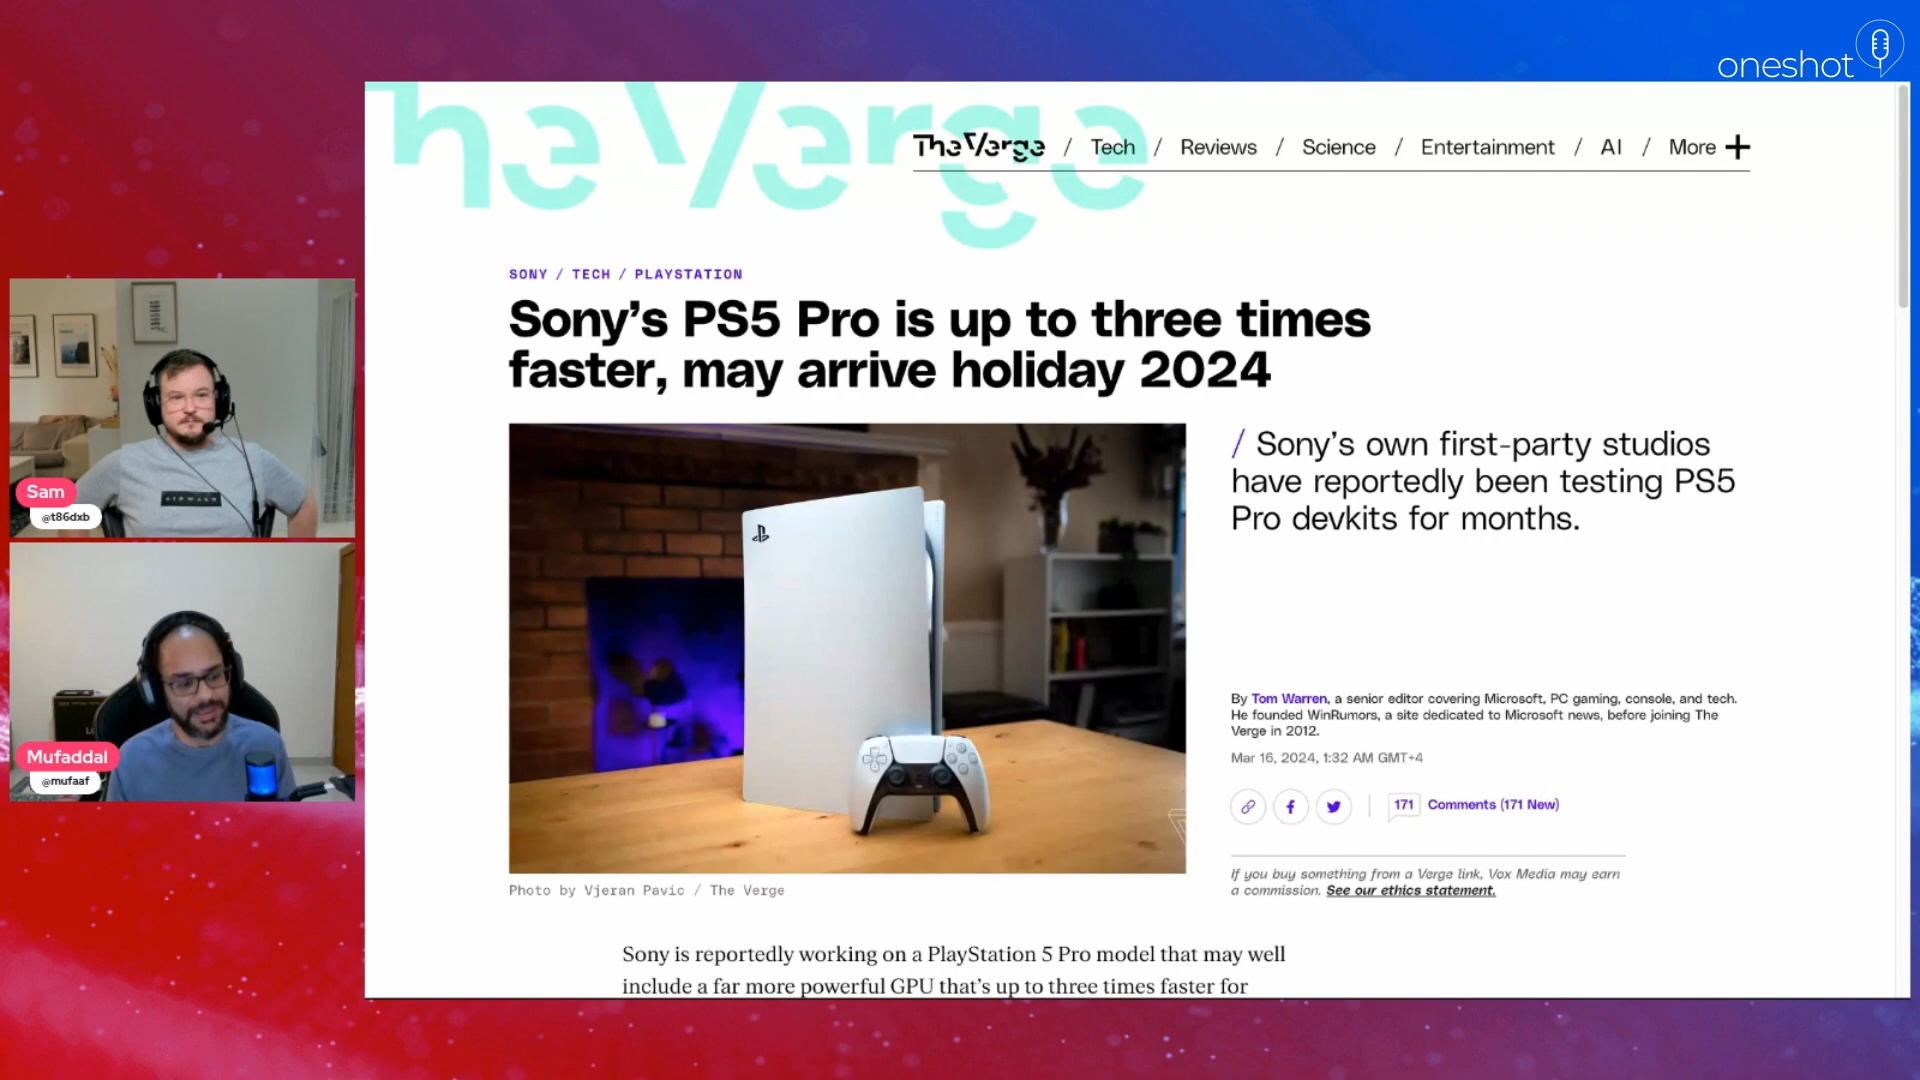 oneshot
The Verge
TheVerge / Tech / Reviews / Science / Entertainment / AI / More +
SONY / TECH / PLAYSTATION
Sony’s PS5 Pro is up to three times
faster, may arrive holiday 2024
/ Sony’s own first-party studios
have reportedly been testing PS5
Pro devkits for months.
Sam
@t86dxb
Mufaddal
@mufaaf
By Tom Warren, a senior editor covering Microsoft, PC gaming, console, and tech.
He founded WinRumors, a site dedicated to Microsoft news, before joining The
Verge in 2012.
Mar 16, 2024, 1:32 AM GMT+4
171 Comments (171 New)
If you buy something from a Verge link, Vox Media may earn
a commission. See our ethics statement.
Photo by Vjeran Pavic / The Verge
Sony is reportedly working on a PlayStation 5 Pro model that may well
include a far more powerful GPU that’s up to three times faster for